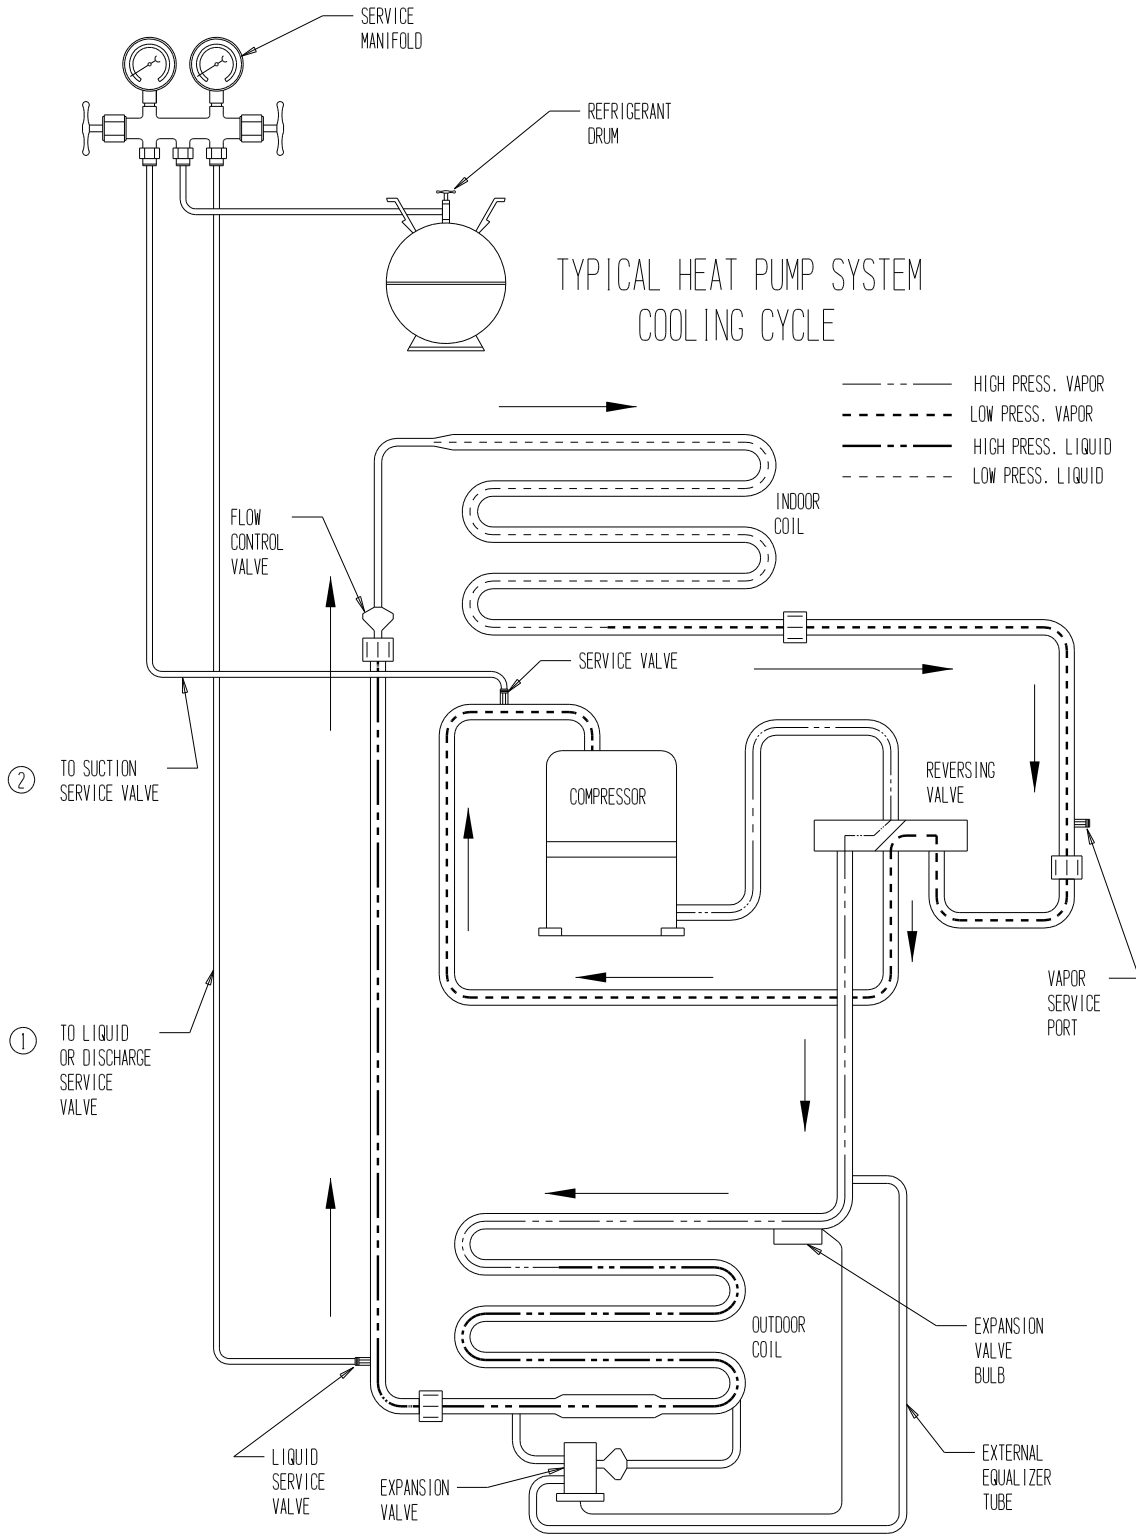 SERVICE
MANIFOLD
REFRIGERANT
DRUM
TYPICAL HEAT PUMP SYSTEM
COOLING CYCLE
HIGH PRESS. VAPOR
LOW PRESS. VAPOR
HIGH PRESS. LIQUID
LOW PRESS. LIQUID
INDOOR
COIL
FLOW
CONTROL
VALVE
SERVICE VALVE
2
TO SUCTION
SERVICE VALVE
COMPRESSOR
REVERSING
VALVE
VAPOR
SERVICE
PORT
1
TO LIQUID
OR DISCHARGE
SERVICE
VALVE
OUTDOOR
COIL
EXPANSION
VALVE
BULB
LIQUID
SERVICE
VALVE
EXPANSION
VALVE
EXTERNAL
EQUALIZER
TUBE